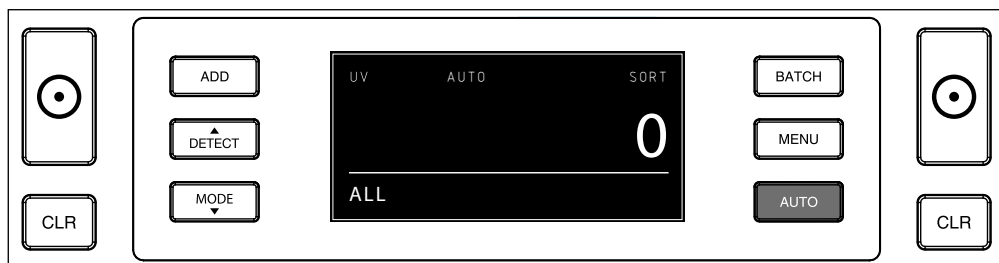 ADD
DETECT
MODE
CLR
UV AUTO SORT
0
ALL
BATCH
MENU
AUTO
CLR